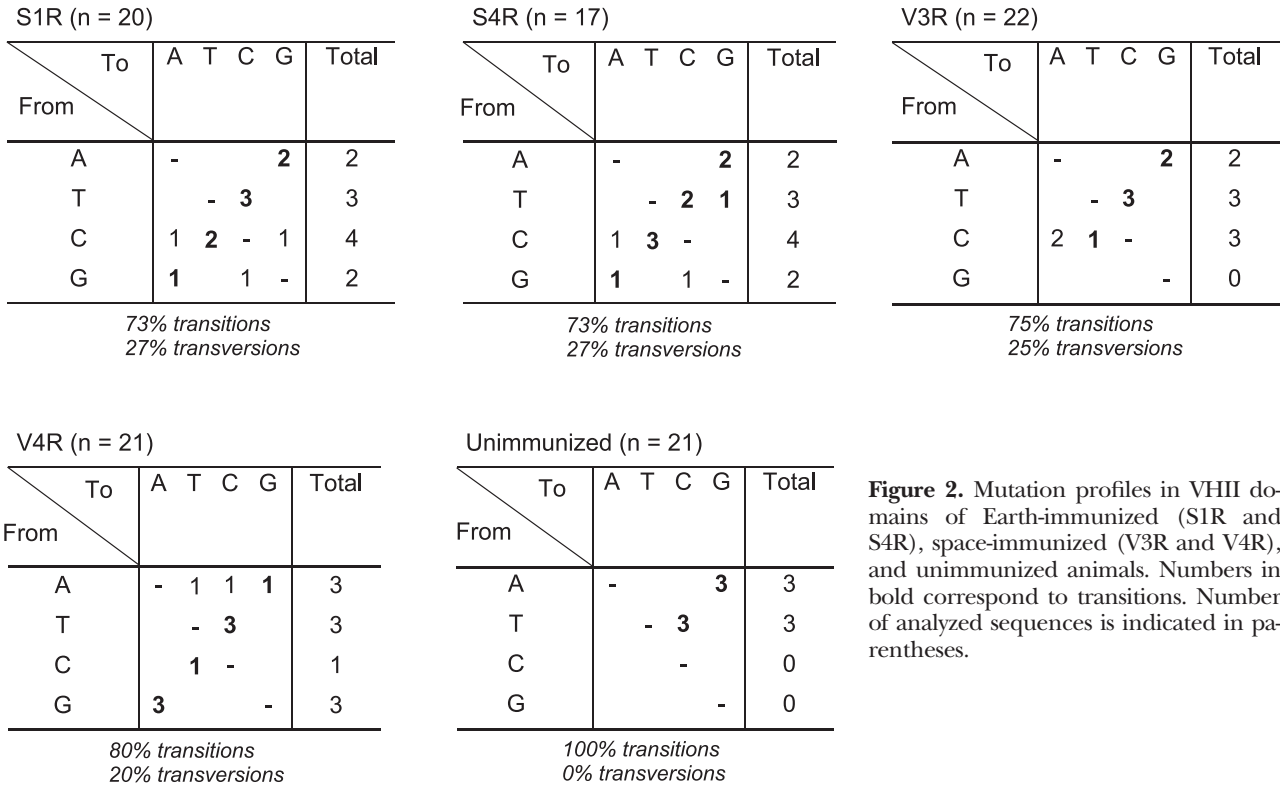 S1R (n = 20)
To A T C G Total
From
A - 2 2
T - 3 3
C 1 2 - 1 4
G 1 1 - 2
73% transitions
27% transversions
S4R (n = 17)
To A T C G Total
From
A - 2 2
T - 2 1 3
C 1 3 - 4
G 1 1 - 2
73% transitions
27% transversions
V3R (n = 22)
To A T C G Total
From
A - 2 2
T - 3 3
C 2 1 - 3
G - 0
75% transitions
25% transversions
V4R (n = 21)
To A T C G Total
From
A - 1 1 1 3
T - 3 3
C 1 - 1
G 3 - 3
80% transitions
20% transversions
Unimmunized (n = 21)
To A T C G Total
From
A - 3 3
T - 3 3
C - 0
G - 0
100% transitions
0% transversions
Figure 2. Mutation profiles in VHII do-
mains of Earth-immunized (S1R and
S4R), space-immunized (V3R and V4R),
and unimmunized animals. Numbers in
bold correspond to transitions. Number
of analyzed sequences is indicated in pa-
rentheses.